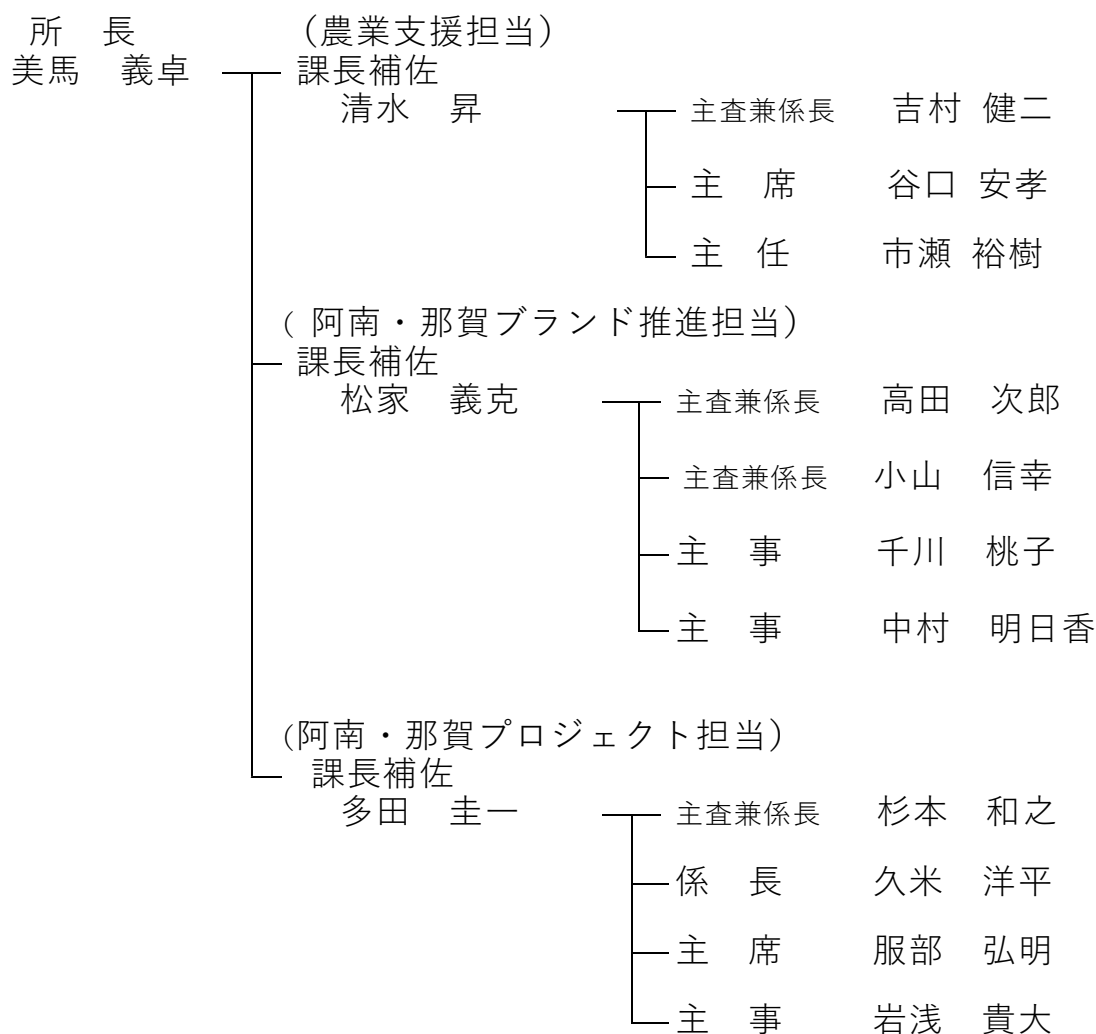 所　長　（農業支援担当）
美馬　義卓　課長補佐
清水　昇　主査兼係長　吉村 健二
主　席　谷口 安孝
主　任　市瀬 裕樹
( 阿南・那賀ブランド推進担当）
課長補佐
松家　義克　主査兼係長　高田　次郎
主査兼係長　小山　信幸
主　事　千川　桃子
主　事　中村　明日香
(阿南・那賀プロジェクト担当）
課長補佐
多田　圭一　主査兼係長　杉本　和之
係　長　久米　洋平
主　席　服部　弘明
主　事　岩浅　貴大